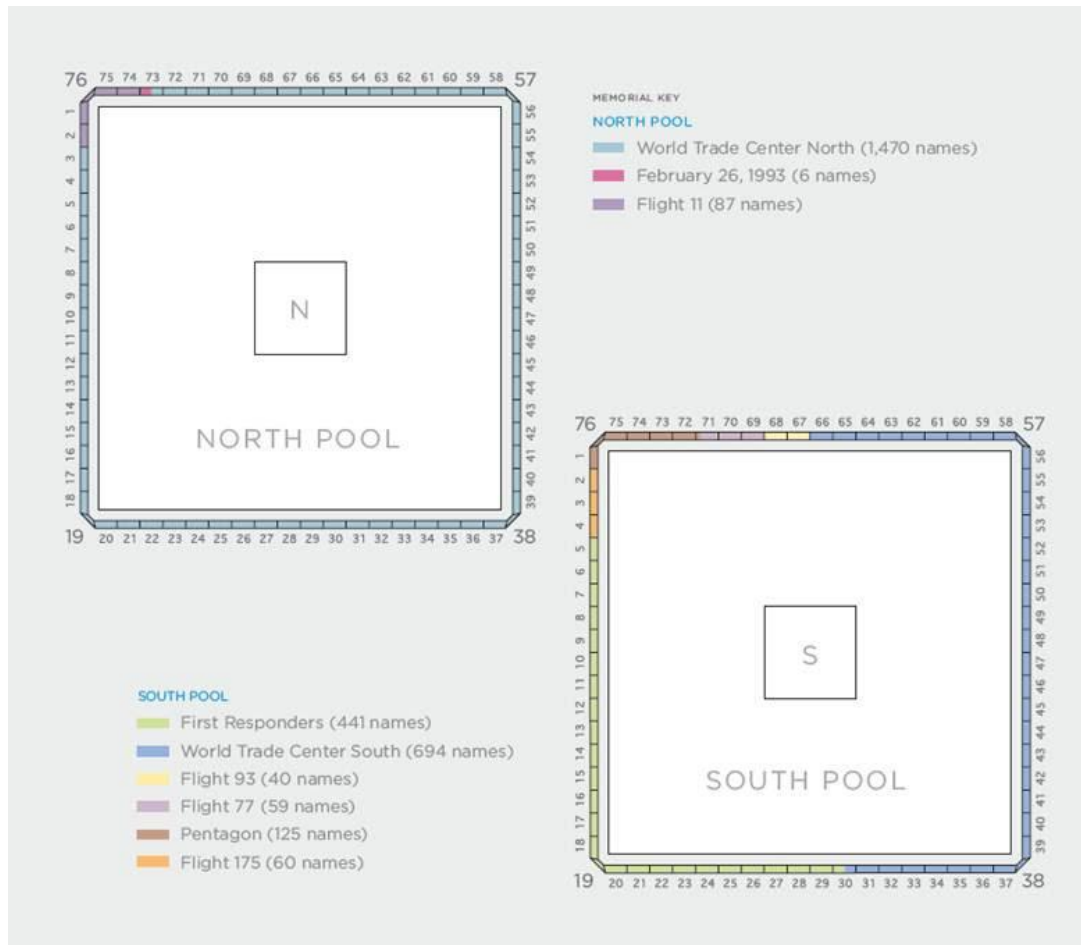 76 75 74 73 72 71 70 69 68 67 66 65 64 63 62 61 60 59 58 57
1 2 3 4 5 6 7 8 9 10 11 12 13 14 15 16 17 18
56 55 54 53 52 51 50 49 48 47 46 45 44 43 42 41 40 39
N
NORTH POOL
19 20 21 22 23 24 25 26 27 28 29 30 31 32 33 34 35 36 37 38
MEMORIAL KEY
NORTH POOL
World Trade Center North (1,470 names)
February 26, 1993 (6 names)
Flight 11 (87 names)
76 75 74 73 72 71 70 69 68 67 66 65 64 63 62 61 60 59 58 57
1 2 3 4 5 6 7 8 9 10 11 12 13 14 15 16 17 18
56 55 54 53 52 51 50 49 48 47 46 45 44 43 42 41 40 39
S
SOUTH POOL
19 20 21 22 23 24 25 26 27 28 29 30 31 32 33 34 35 36 37 38
SOUTH POOL
First Responders (441 names)
World Trade Center South (694 names)
Flight 93 (40 names)
Flight 77 (59 names)
Pentagon (125 names)
Flight 175 (60 names)